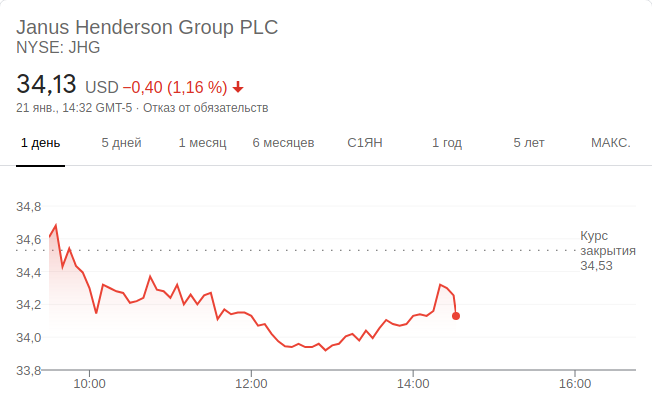 Janus Henderson Group PLC
NYSE: JHG
34,13 USD −0,40 (1,16 %)
21 янв., 14:32 GMT-5 · Отказ от обязательств
1 день 5 дней 1 месяц 6 месяцев С1ЯН 1 год 5 лет МАКС.
34,8
34,6
34,4
34,2
34,0
33,8
Курс
закрытия
34,53
10:00 12:00 14:00 16:00